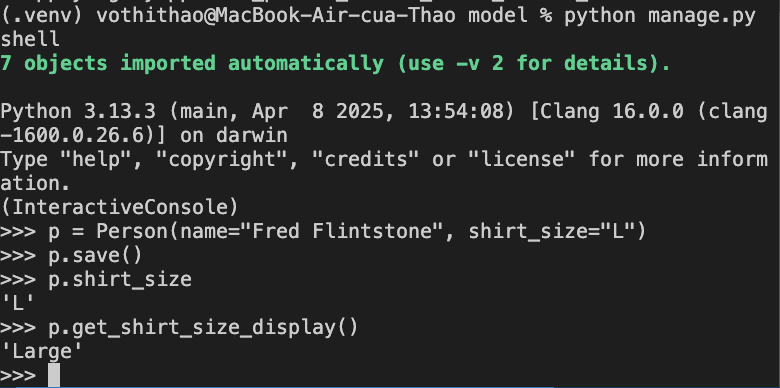 (.venv) vothithao@MacBook-Air-cua-Thao model % python manage.py
shell
7 objects imported automatically (use -v 2 for details).
Python 3.13.3 (main, Apr  8 2025, 13:54:08) [Clang 16.0.0 (clang
-1600.0.26.6)] on darwin
Type "help", "copyright", "credits" or "license" for more inform
ation.
(InteractiveConsole)
>>> p = Person(name="Fred Flintstone", shirt_size="L")
>>> p.save()
>>> p.shirt_size
'L'
>>> p.get_shirt_size_display()
'Large'
>>>